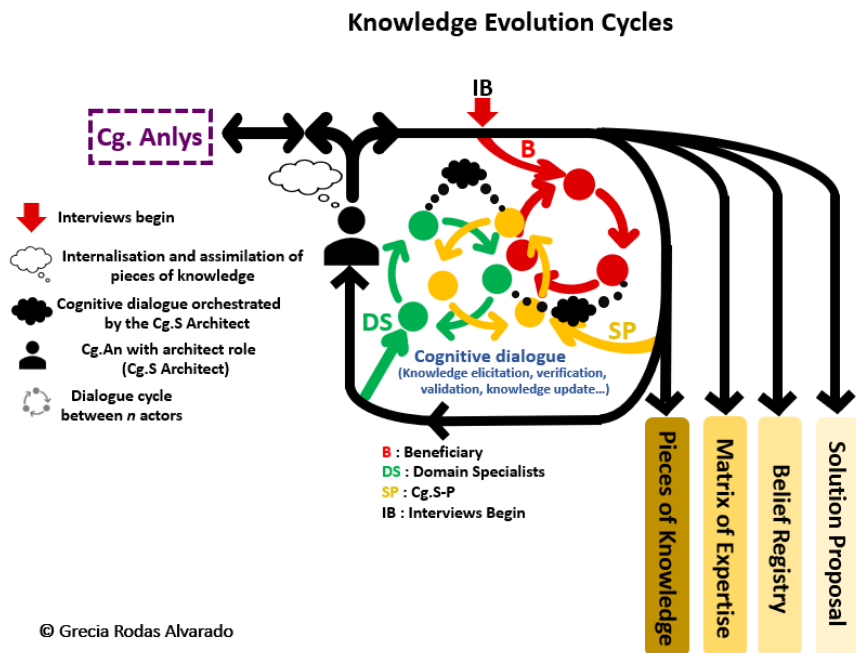 Knowledge Evolution Cycles
IB
Cg. Anlys
B
Interviews begin
Internalisation and assimilation of
pieces of knowledge
Cognitive dialogue orchestrated
by the Cg.S Architect
Cg.An with architect role
(Cg.S Architect)
Dialogue cycle
between n actors
DS
SP
Cognitive dialogue
(Knowledge elicitation, verification,
validation, knowledge update...)
B : Beneficiary
DS : Domain Specialists
SP : Cg.S-P
IB : Interviews Begin
Pieces of Knowledge
Matrix of Expertise
Belief Registry
Solution Proposal
© Grecia Rodas Alvarado